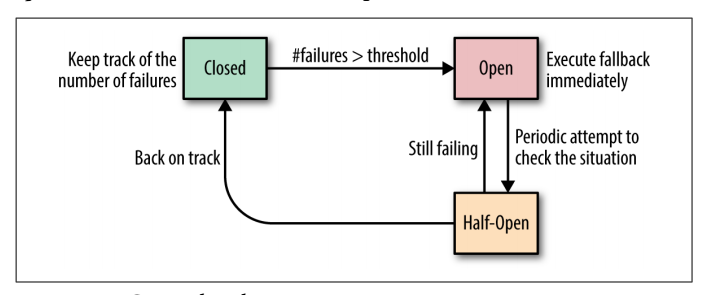 Keep track of the
number of failures
Closed
#failures > threshold
Open
Execute fallback
immediately
Back on track
Still failing
Periodic attempt to
check the situation
Half-Open